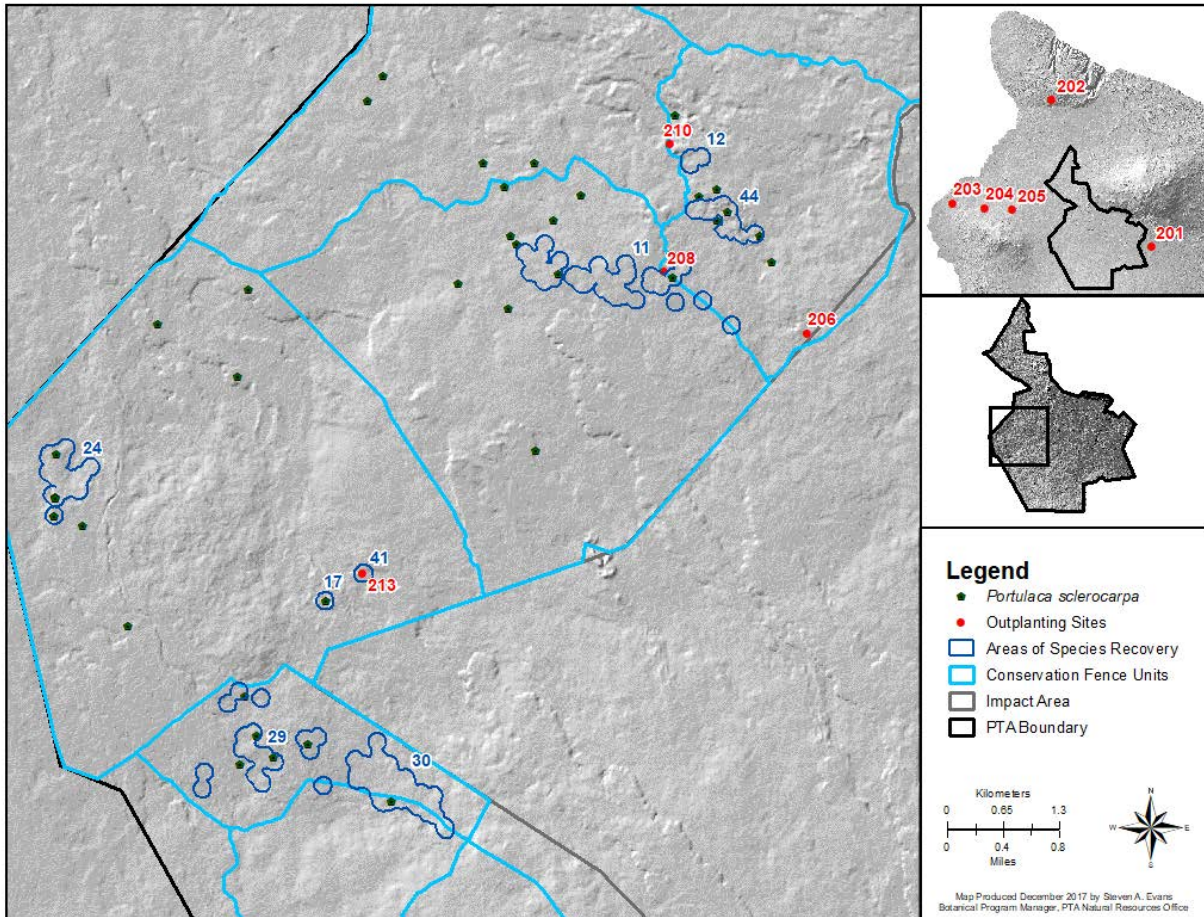 210
12
44
11
208
206
24
41
17
213
29
30
202
203
204
205
201
Legend
Portulaca sclerocarpa
Outplanting Sites
Areas of Species Recovery
Conservation Fence Units
Impact Area
PTA Boundary
Kilometers
0 0.65 1.3
0 0.4 0.8
Miles
N
W E
S
Map Produced December 2017 by Steven A. Evans
Botanical Program Manager, PTA Natural Resources Office